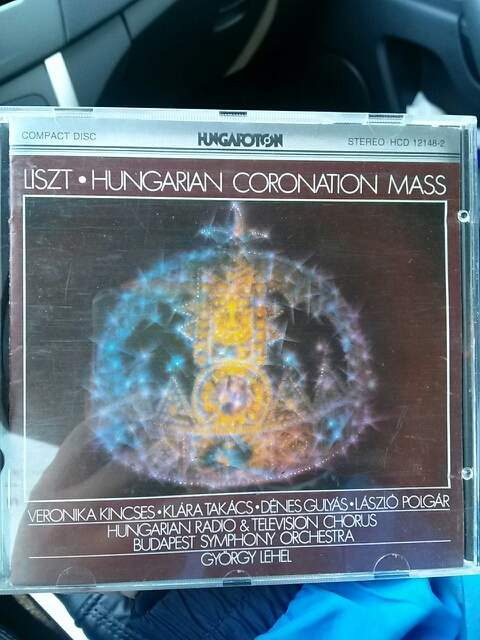 COMPACT DISC
HUNGAROTON
STEREO · HCD 12148-2
LISZT • HUNGARIAN CORONATION MASS
VERONIKA KINCSES • KLÁRA TAKÁCS • DÉNES GULYÁS • LÁSZLÓ POLGÁR
HUNGARIAN RADIO & TELEVISION CHORUS
BUDAPEST SYMPHONY ORCHESTRA
GYÖRGY LEHEL